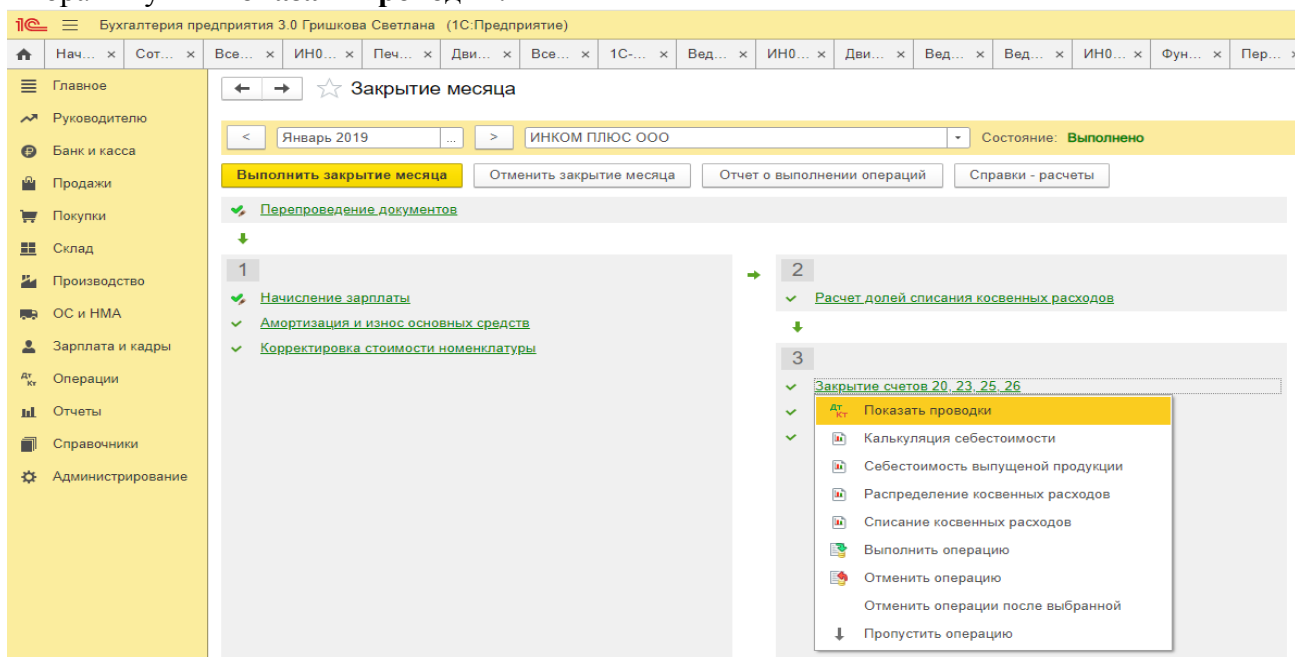 1С Бухгалтерия предприятия 3.0 Гришкова Светлана (1С:Предприятие)
Нач... × Сот... × Все... × ИН0... × Печ... × Дви... × Все... × 1С-... × Вед... × ИН0... × Дви... × Вед... × Вед... × ИН0... × Фун... × Пер...
Главное
Руководителю
Банк и касса
Продажи
Покупки
Склад
Производство
ОС и НМА
Зарплата и кадры
Операции
Отчеты
Справочники
Администрирование
Закрытие месяца
< Январь 2019 ... > ИНКОМ ПЛЮС ООО Состояние: Выполнено
Выполнить закрытие месяца Отменить закрытие месяца Отчет о выполнении операций Справки - расчеты
Перепроведение документов
1
Начисление зарплаты
Амортизация и износ основных средств
Корректировка стоимости номенклатуры
2
Расчет долей списания косвенных расходов
3
Закрытие счетов 20, 23, 25, 26
Дт Кт Показать проводки
Калькуляция себестоимости
Себестоимость выпущеной продукции
Распределение косвенных расходов
Списание косвенных расходов
Выполнить операцию
Отменить операцию
Отменить операции после выбранной
Пропустить операцию